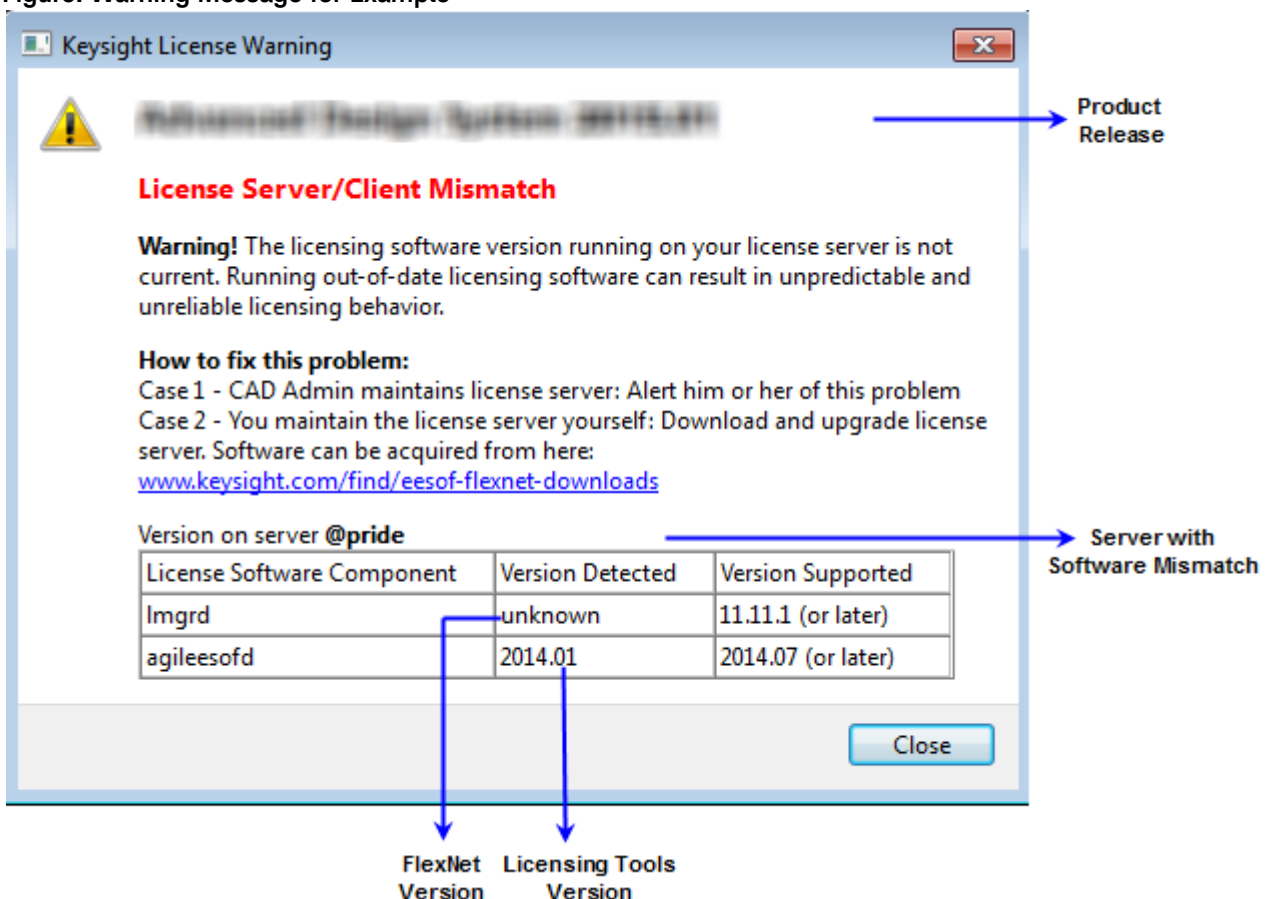 Figure: Warning Message for Example
Keysight License Warning
Product
Release
License Server/Client Mismatch
Warning! The licensing software version running on your license server is not
current. Running out-of-date licensing software can result in unpredictable and
unreliable licensing behavior.
How to fix this problem:
Case 1 - CAD Admin maintains license server: Alert him or her of this problem
Case 2 - You maintain the license server yourself: Download and upgrade license
server. Software can be acquired from here:
www.keysight.com/find/eesof-flexnet-downloads
Version on server @pride
Server with
Software Mismatch
License Software Component Version Detected Version Supported
lmgrd unknown 11.11.1 (or later)
agileesofd 2014.01 2014.07 (or later)
Close
FlexNet
Version
Licensing Tools
Version